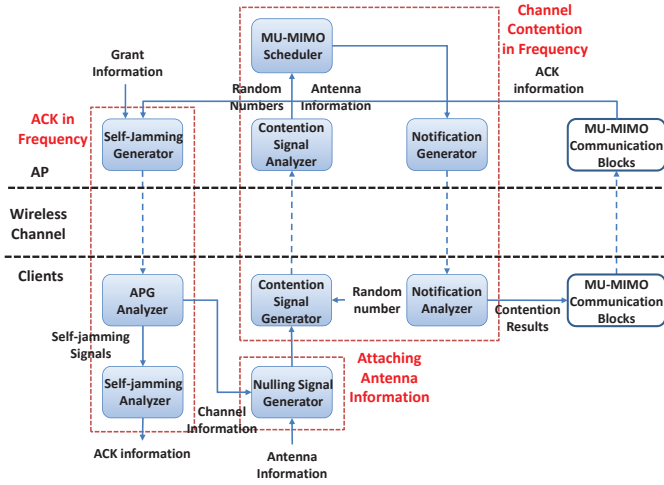 Channel
Contention
in Frequency
MU-MIMO
Scheduler
Grant
Information
Random
Numbers
Antenna
Information
ACK
information
ACK in
Frequency
Self-Jamming
Generator
Contention
Signal
Analyzer
Notification
Generator
MU-MIMO
Communication
Blocks
AP
Wireless
Channel
Clients
APG
Analyzer
Contention
Signal
Generator
Random
number
Notification
Analyzer
Contention
Results
MU-MIMO
Communication
Blocks
Self-jamming
Signals
Self-jamming
Analyzer
Channel
Information
Nulling Signal
Generator
Attaching
Antenna
Information
ACK information
Antenna
Information